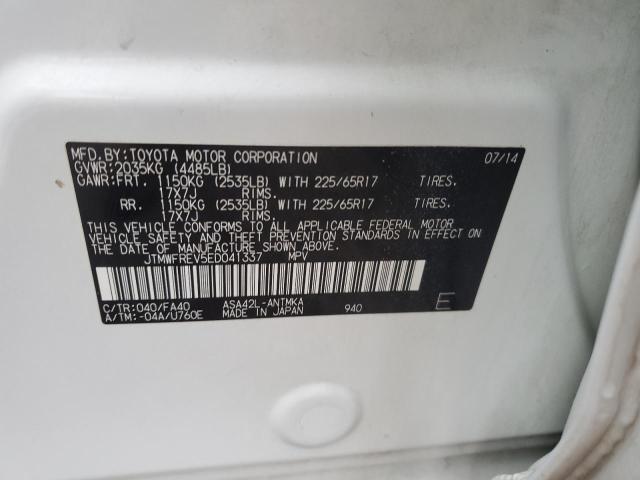 MFD.BY:TOYOTA MOTOR CORPORATION 07/14
GVWR:2035KG (4485LB)
GAWR:FRT. 1150KG (2535LB) WITH 225/65R17 TIRES.
17X7J RIMS.
RR. 1150KG (2535LB) WITH 225/65R17 TIRES.
17X7J RIMS.
THIS VEHICLE CONFORMS TO ALL APPLICABLE FEDERAL MOTOR
VEHICLE SAFETY, BUMPER, AND THEFT PREVENTION STANDARDS IN EFFECT ON
THE DATE OF MANUFACTURE SHOWN ABOVE.
JTMWFREV5ED041337 MPV
C/TR:040/FA40 ASA42L-ANTMKA
A/TM:-04A/U760E MADE IN JAPAN 940 E